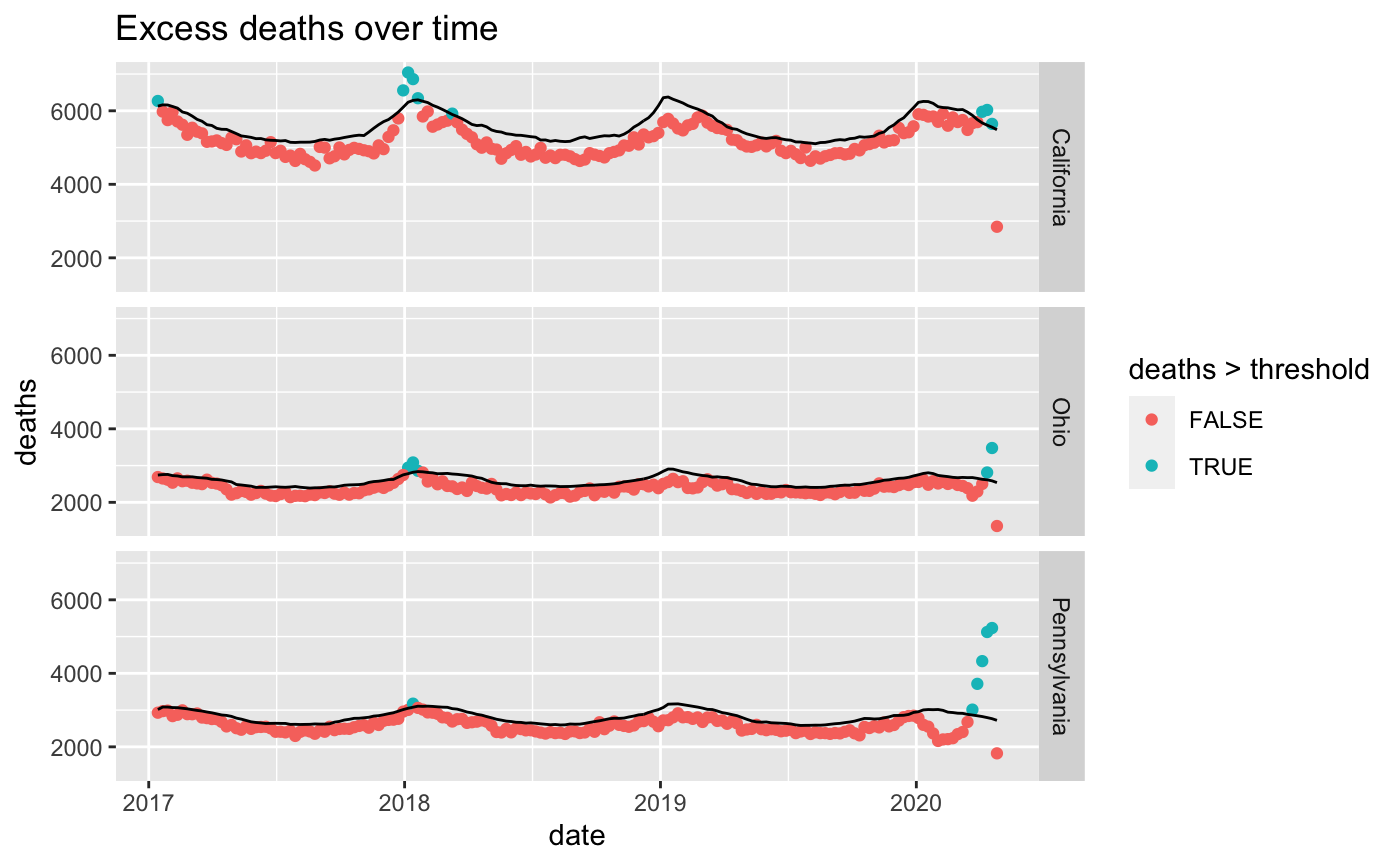 Excess deaths over time
6000
4000
2000
California
deaths
6000
4000
2000
Ohio
6000
4000
2000
Pennsylvania
2017
2018
2019
2020
date
deaths > threshold
FALSE
TRUE